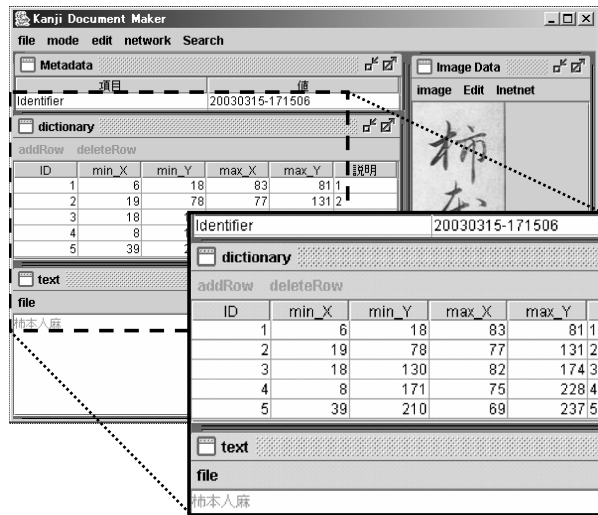 Kanji Document Maker
file mode edit network Search
Metadata
項目 値
Identifier 20030315-171506
dictionary
addRow deleteRow
ID min_X min_Y max_X max_Y 説明
1 6 18 83 81 1
2 19 78 77 131 2
3 18
4 8
5 39
text
file
柿本人麻
Image Data
image Edit Inetnet
柿
本
Identifier 20030315-171506
dictionary
addRow deleteRow
ID min_X min_Y max_X max_Y
1 6 18 83 81 1
2 19 78 77 131 2
3 18 130 82 174 3
4 8 171 75 228 4
5 39 210 69 237 5
text
file
柿本人麻